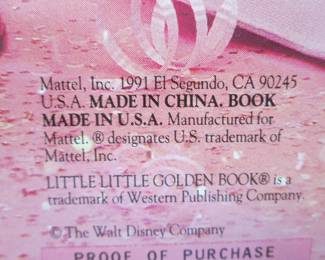 Mattel, Inc. 1991 El Segundo, CA 90245
U.S.A. MADE IN CHINA. BOOK
MADE IN U.S.A. Manufactured for
Mattel. ® designates U.S. trademark of
Mattel, Inc.
LITTLE LITTLE GOLDEN BOOK® is a
trademark of Western Publishing Company.
© The Walt Disney Company
PROOF OF PURCHASE